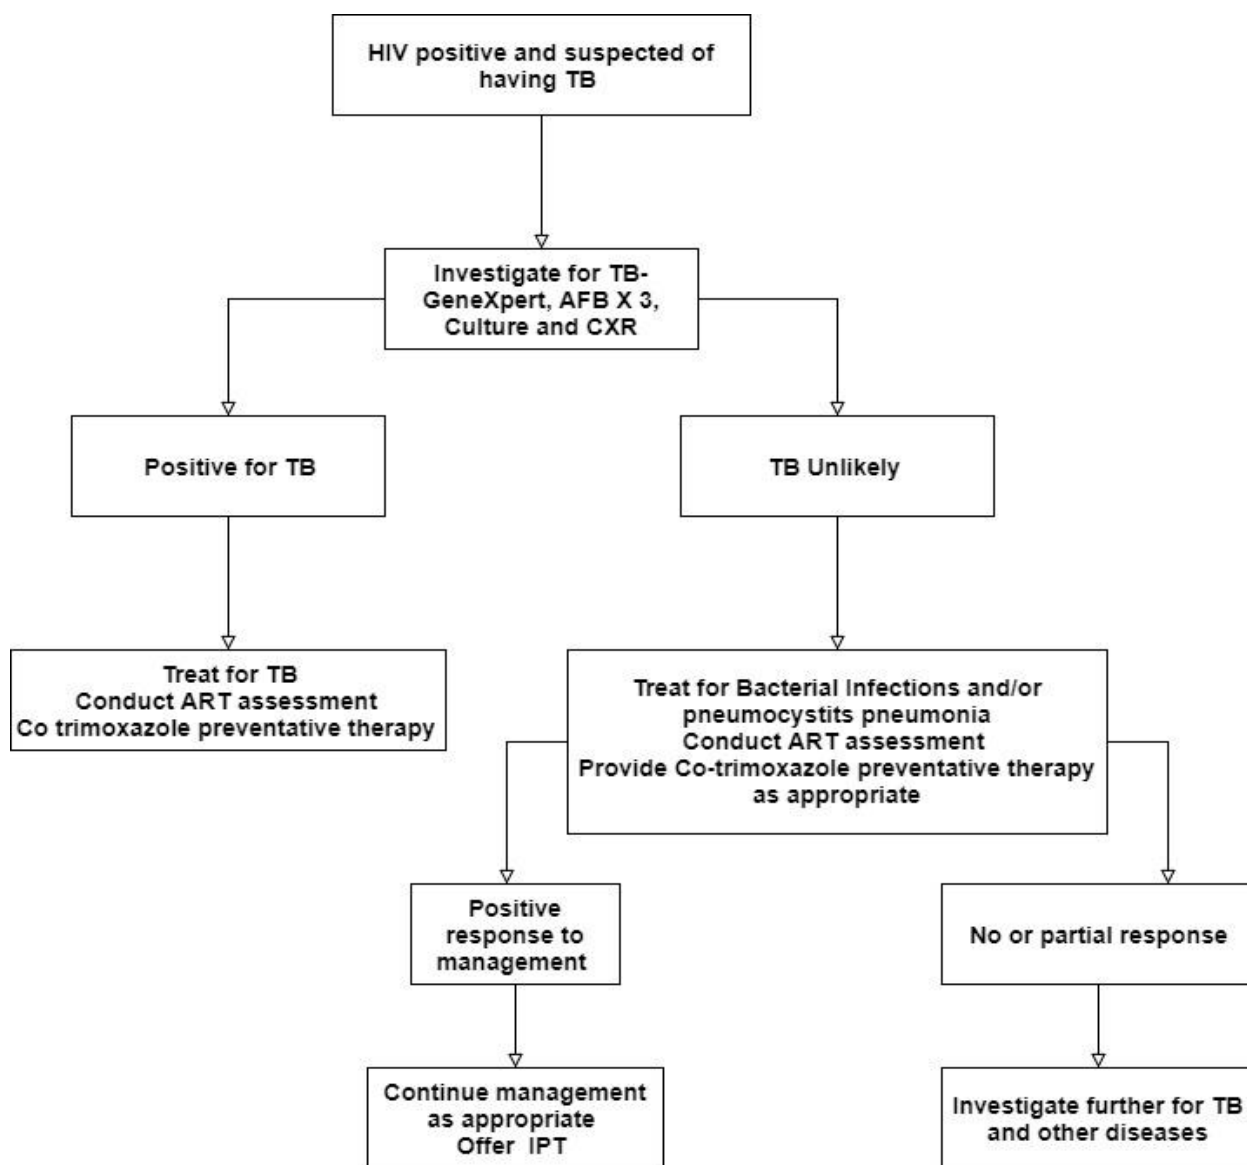 HIV positive and suspected of
having TB
Investigate for TB-
GeneXpert, AFB X 3,
Culture and CXR
Positive for TB
TB Unlikely
Treat for TB
Conduct ART assessment
Co trimoxazole preventative therapy
Treat for Bacterial Infections and/or
pneumocystits pneumonia
Conduct ART assessment
Provide Co-trimoxazole preventative therapy
as appropriate
Positive
response to
management
No or partial response
Continue management
as appropriate
Offer IPT
Investigate further for TB
and other diseases